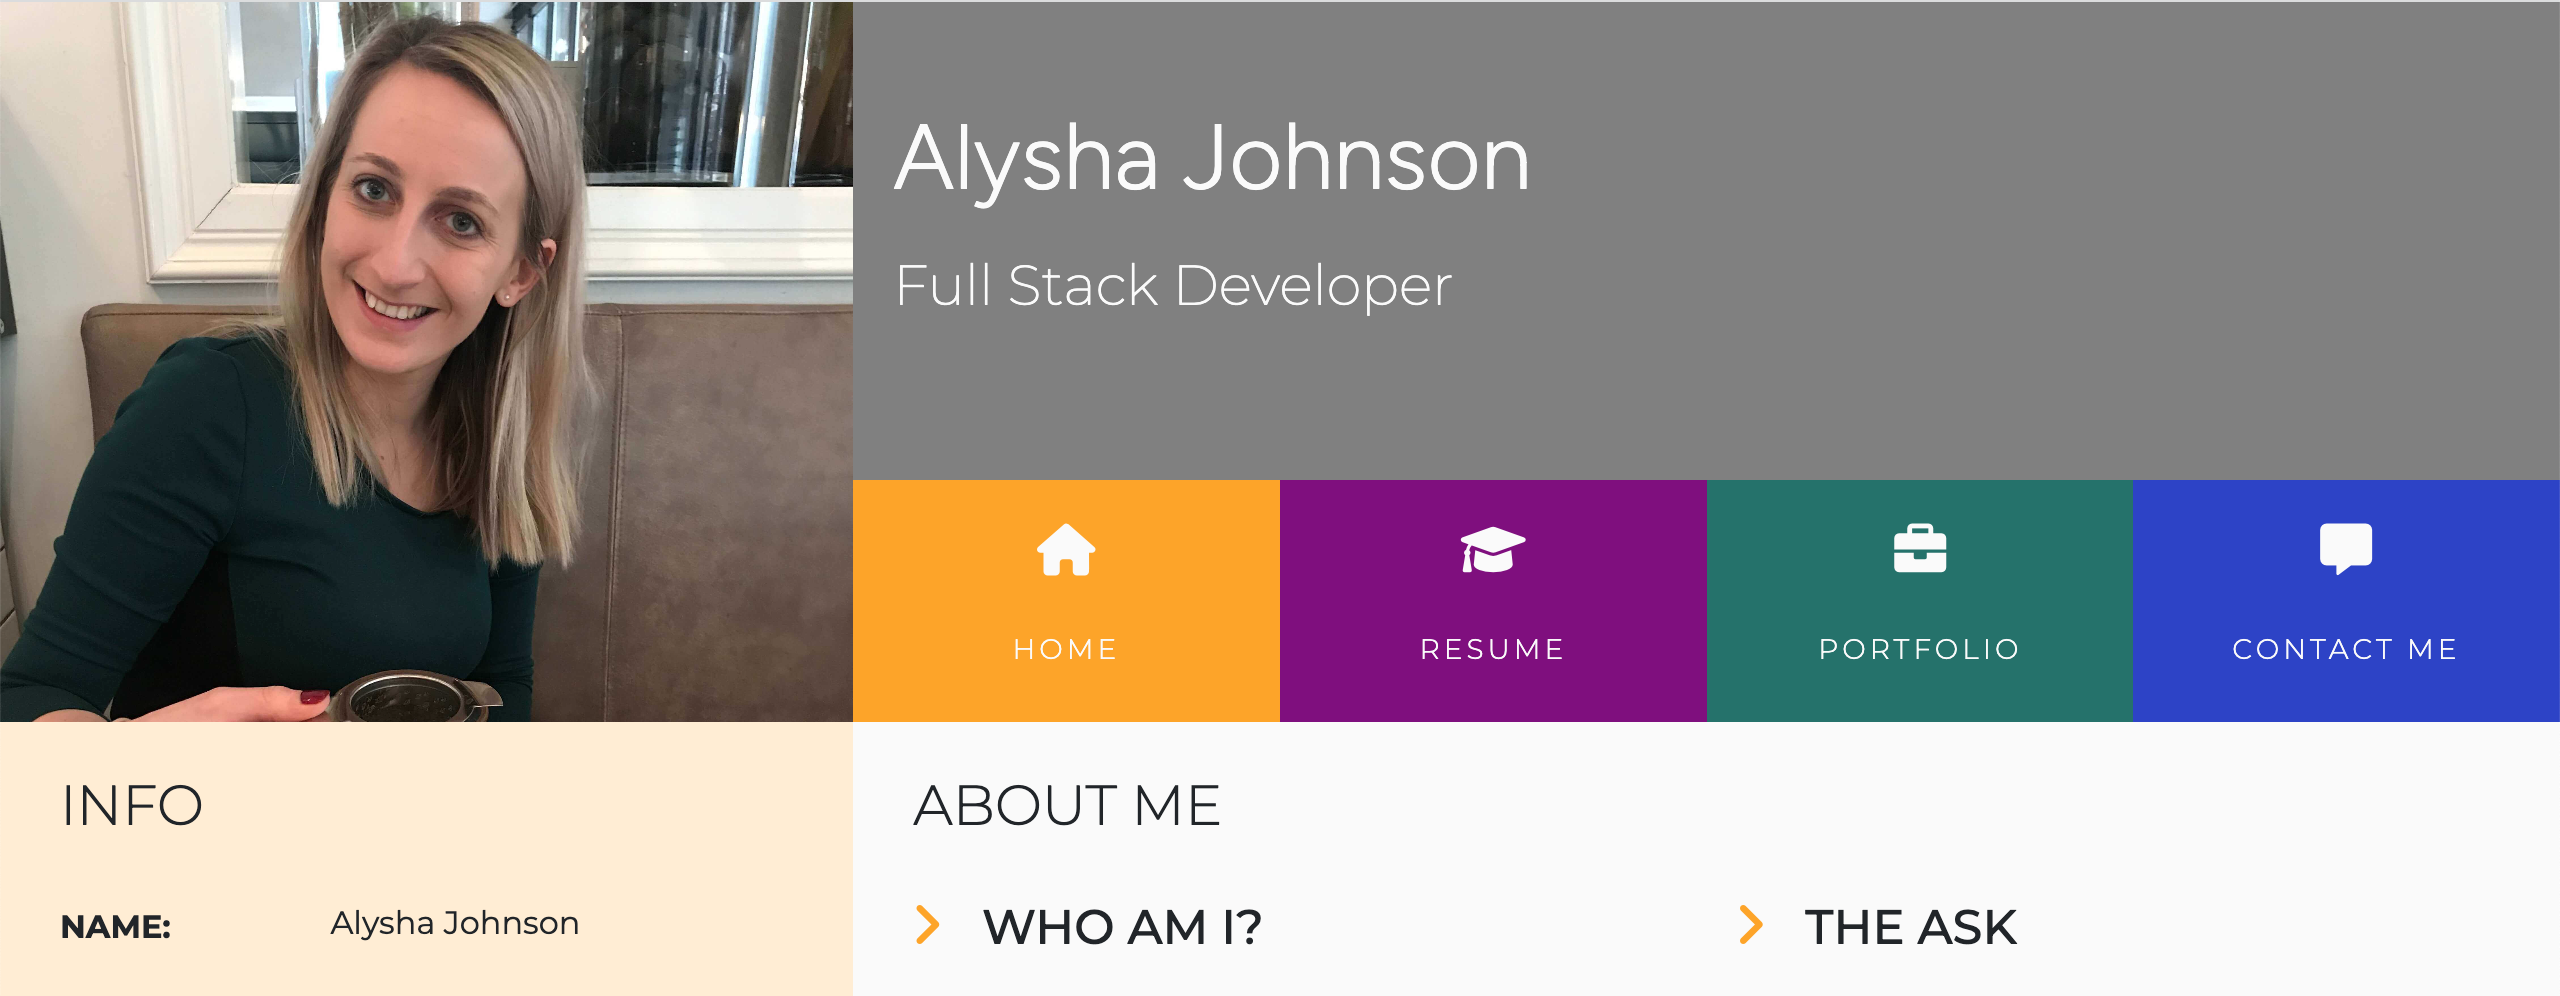 Alysha Johnson
Full Stack Developer
HOME
RESUME
PORTFOLIO
CONTACT ME
INFO
NAME: Alysha Johnson
ABOUT ME
WHO AM I?
THE ASK